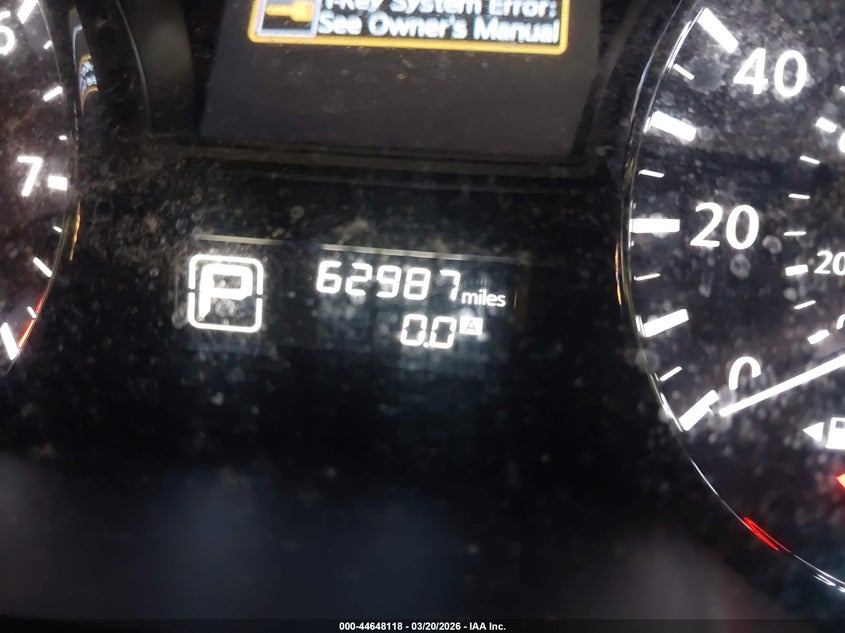 I-Key System Error:
See Owner's Manual
6
7
P
62987 miles
0.0 A
40
20
20
0
000-44648118 - 03/20/2026 - IAA Inc.